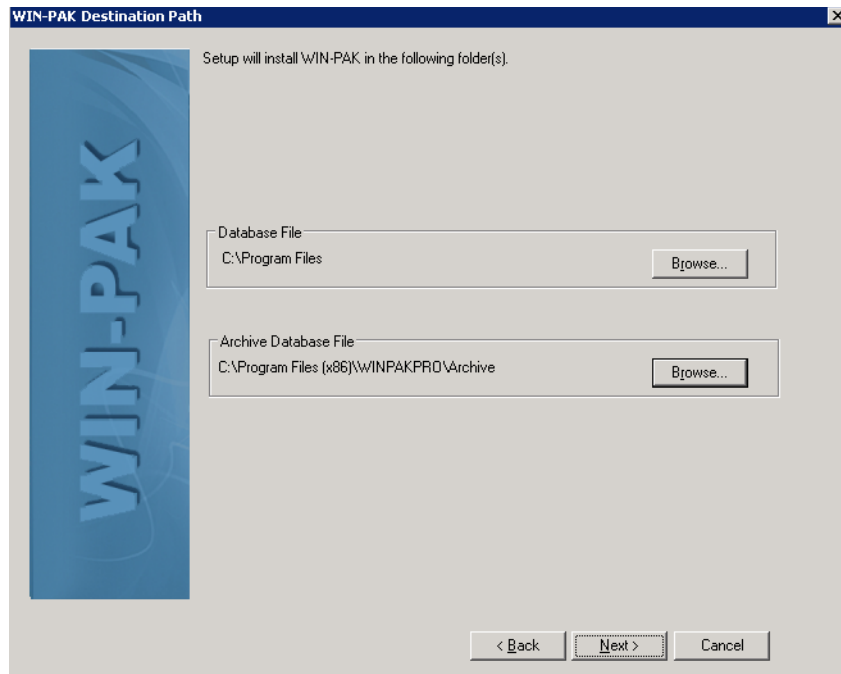 WIN-PAK Destination Path
Setup will install WIN-PAK in the following folder(s).
WIN-PAK
Database File
C:\Program Files
Browse...
Archive Database File
C:\Program Files (x86)\WINPAKPRO\Archive
Browse...
< Back
Next >
Cancel